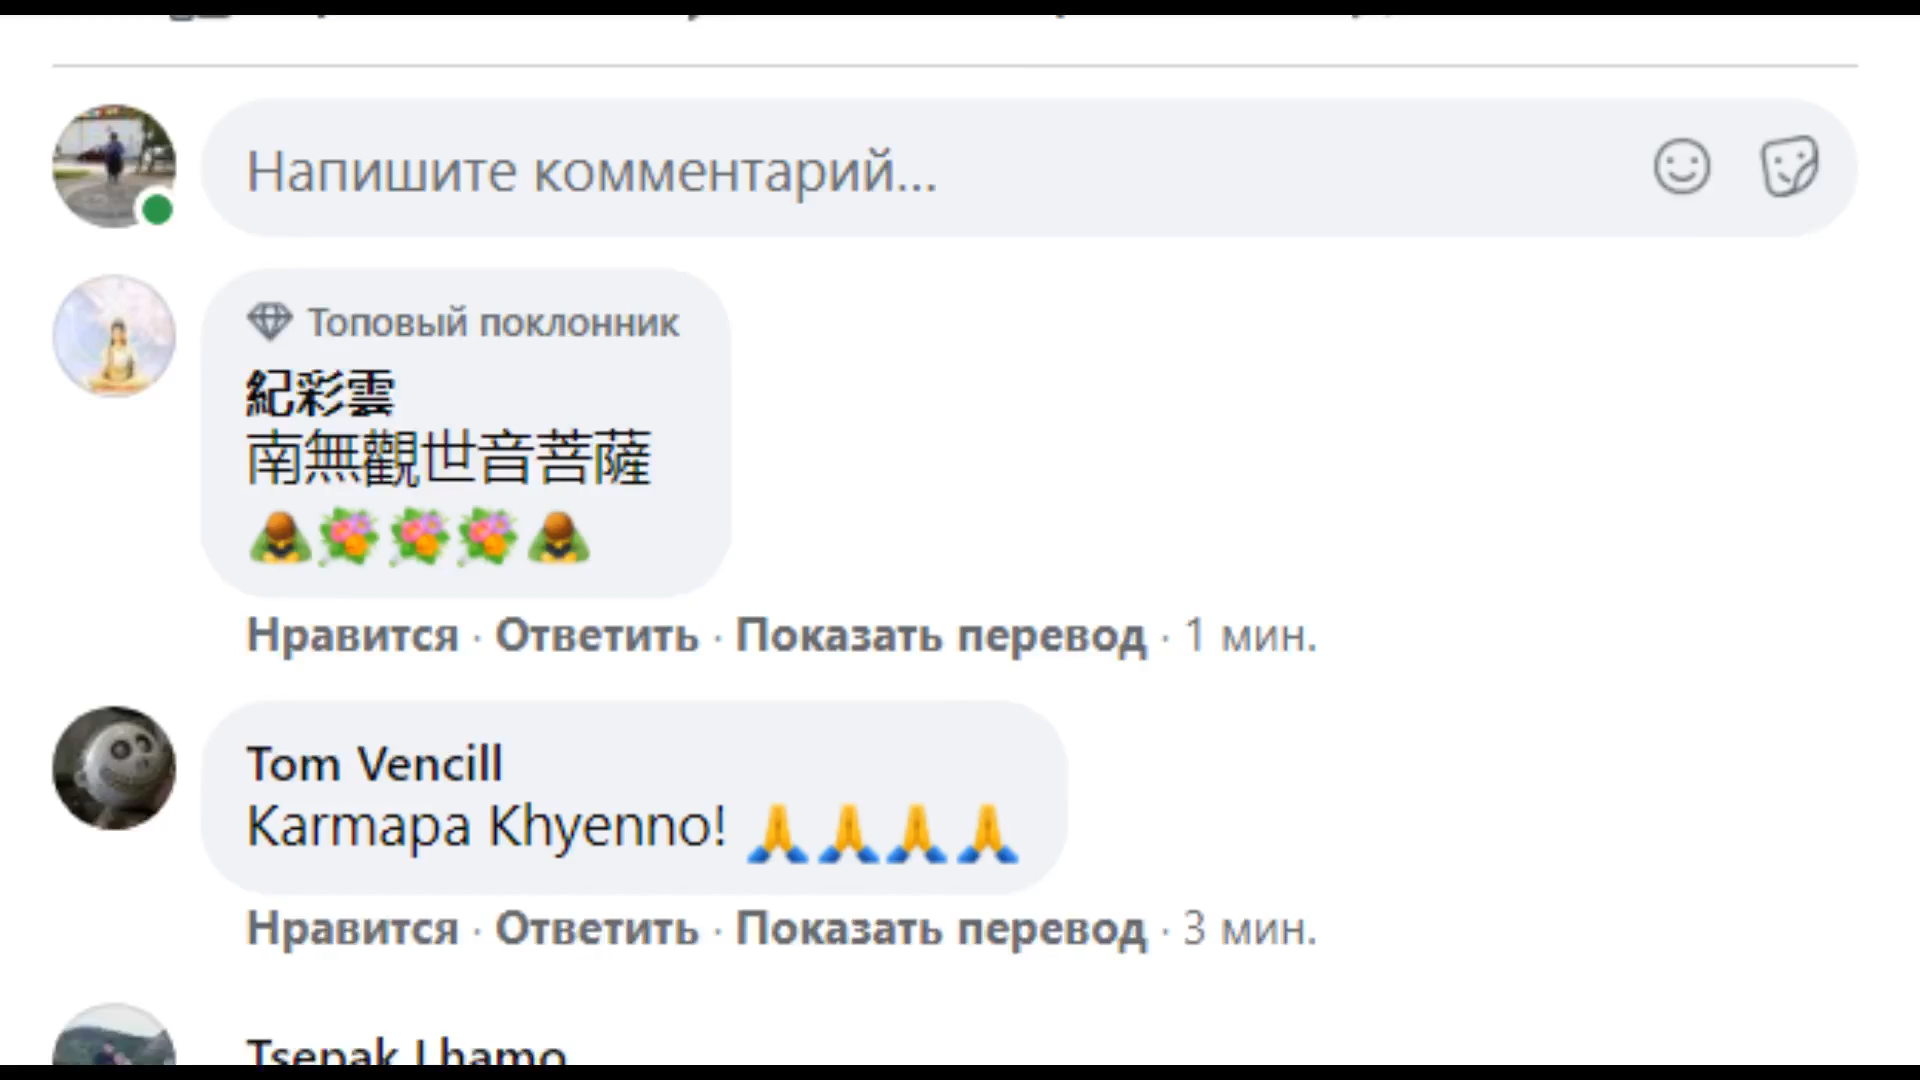 Напишите комментарий...
Топовый поклонник
紀彩雲
南無觀世音菩薩
Нравится · Ответить · Показать перевод · 1 мин.
Tom Vencill
Karmapa Khyenno! 🙏🙏🙏🙏
Нравится · Ответить · Показать перевод · 3 мин.
Tsepak Lhamo